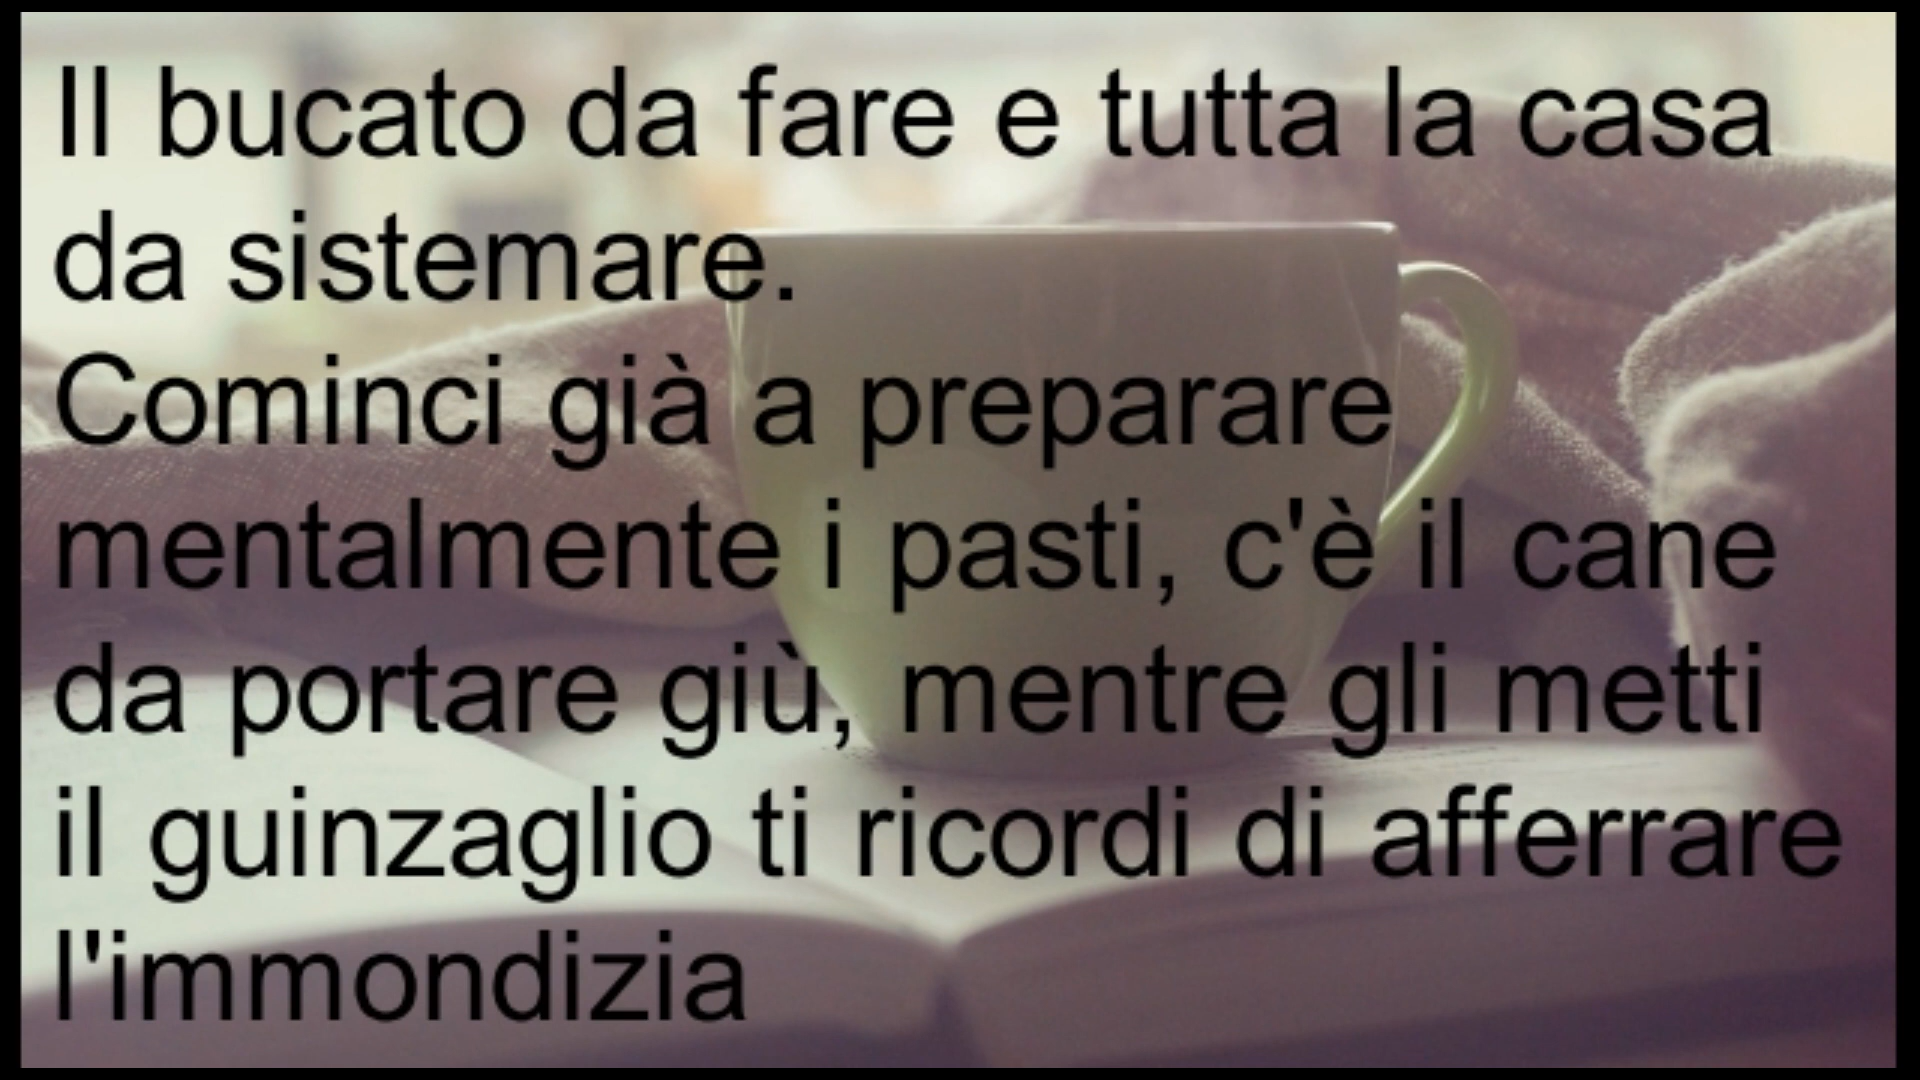 Il bucato da fare e tutta la casa
da sistemare.
Cominci già a preparare
mentalmente i pasti, c'è il cane
da portare giù, mentre gli metti
il guinzaglio ti ricordi di afferrare
l'immondizia